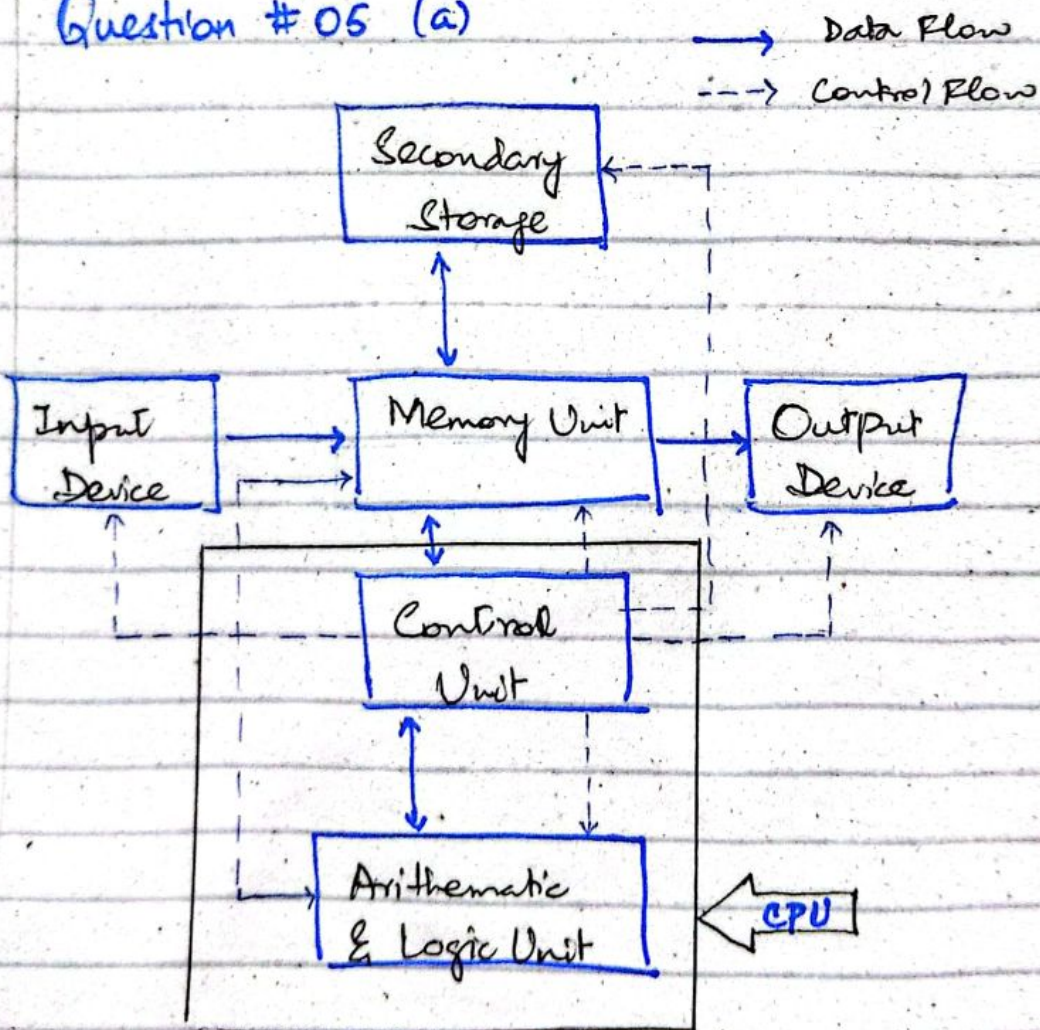 Question # 05 (a)
Data Flow
Control Flow
Secondary
Storage
Input
Device
Memory Unit
Output
Device
Control
Unit
Arithematic
& Logic Unit
CPU